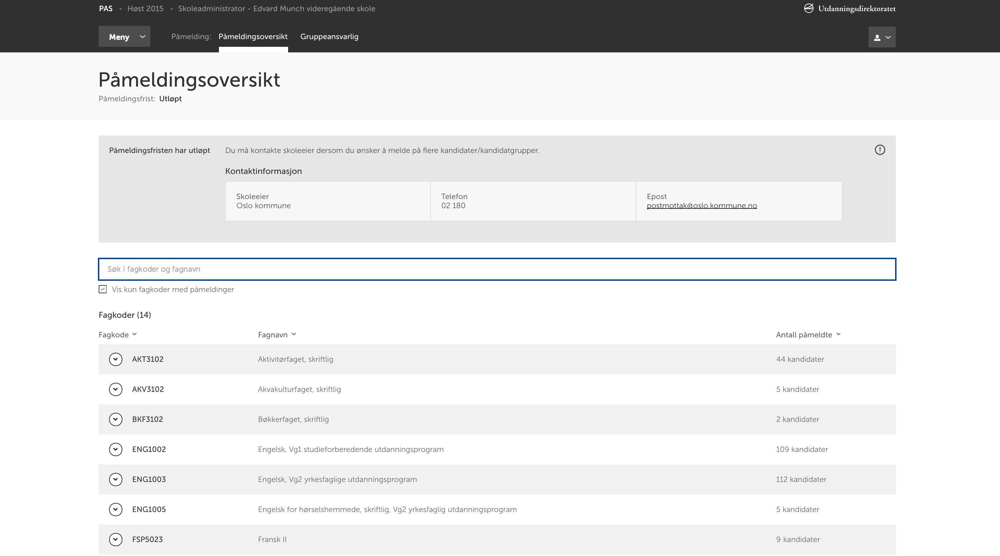 PAS • Høst 2015 • Skoleadministrator - Edvard Munch videregående skole
Utdanningsdirektoratet
Meny
Påmelding: Påmeldingsoversikt Gruppeansvarlig
Påmeldingsoversikt
Påmeldingsfrist: Utløpt
Påmeldingsfristen har utløpt
Du må kontakte skoleeier dersom du ønsker å melde på flere kandidater/kandidatgrupper.
Kontaktinformasjon
Skoleeier
Oslo kommune
Telefon
02 180
Epost
postmottak@oslo.kommune.no
Søk i fagkoder og fagnavn
Vis kun fagkoder med påmeldinger
Fagkoder (14)
Fagkode Fagnavn Antall påmeldte
AKT3102 Aktivitørfaget, skriftlig 44 kandidater
AKV3102 Akvakulturfaget, skriftlig 5 kandidater
BKF3102 Bøkkerfaget, skriftlig 2 kandidater
ENG1002 Engelsk, Vg1 studieforberedende utdanningsprogram 109 kandidater
ENG1003 Engelsk, Vg2 yrkesfaglige utdanningsprogram 112 kandidater
ENG1005 Engelsk for hørselshemmede, skriftlig, Vg2 yrkesfaglig utdanningsprogram 5 kandidater
FSP5023 Fransk II 9 kandidater